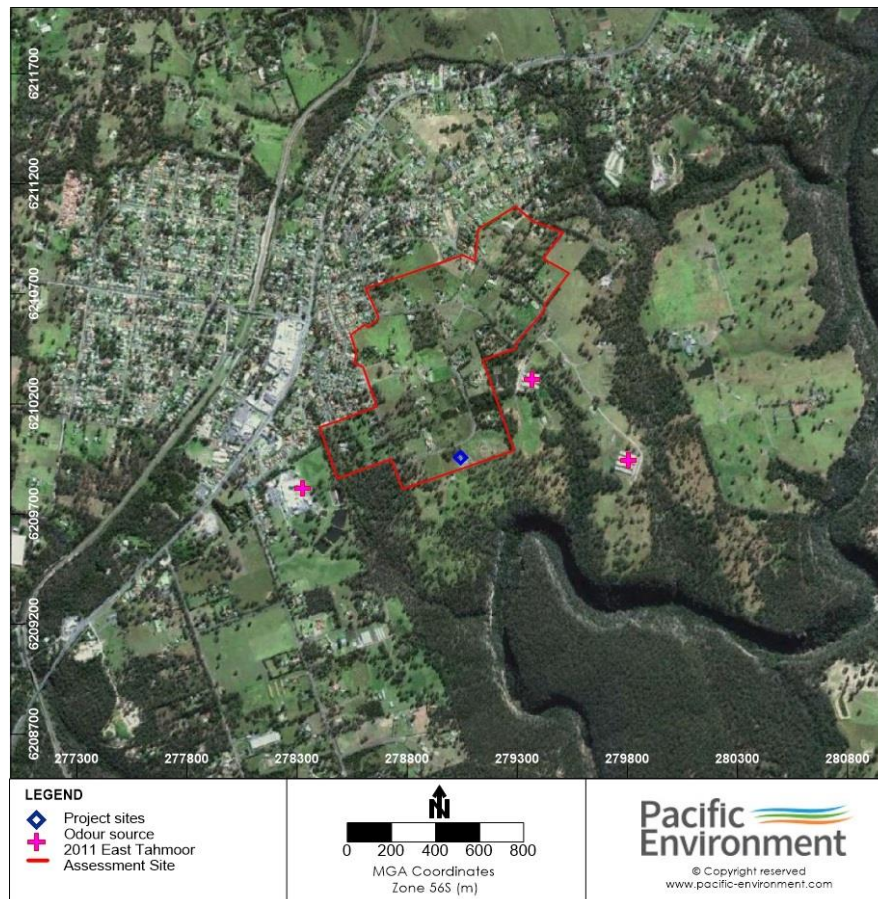 6211700
6211200
6210700
6210200
6209700
6209200
6208700
277300 277800 278300 278800 279300 279800 280300 280800
LEGEND
Project sites
Odour source
2011 East Tahmoor
Assessment Site
N
0 200 400 600 800
MGA Coordinates
Zone 56S (m)
Pacific
Environment
© Copyright reserved
www.pacific-environment.com